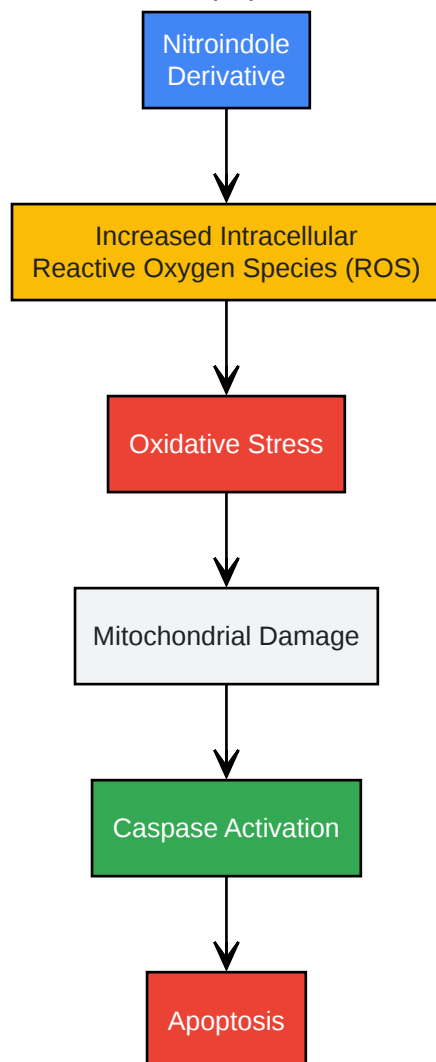 Nitroindole
Derivative
Increased Intracellular
Reactive Oxygen Species (ROS)
Oxidative Stress
Mitochondrial Damage
Caspase Activation
Apoptosis